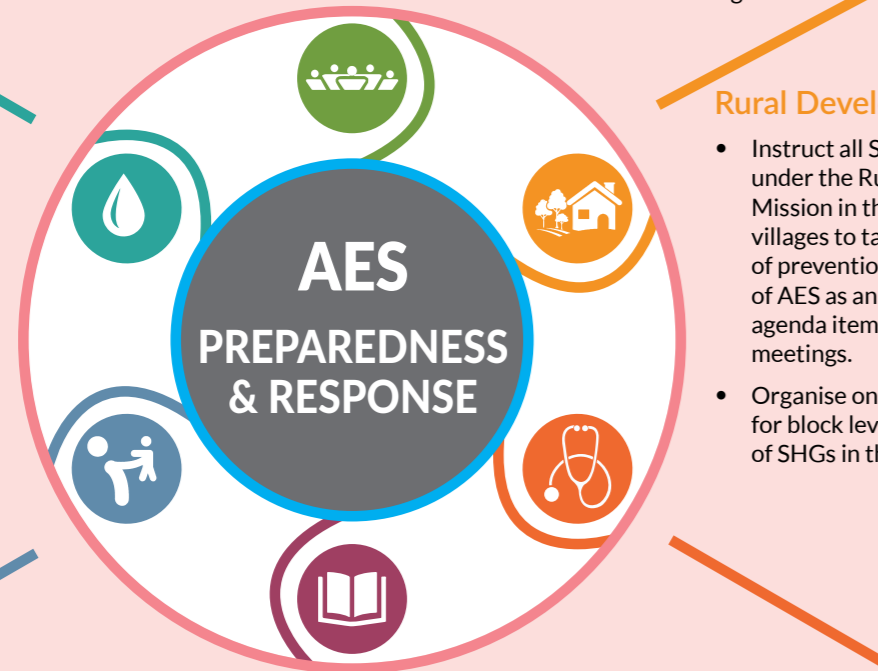 AES
PREPAREDNESS
& RESPONSE
Rural Devel
• Instruct all S
under the Ru
Mission in th
villages to ta
of preventio
of AES as an
agenda item
meetings.
• Organise on
for block lev
of SHGs in th